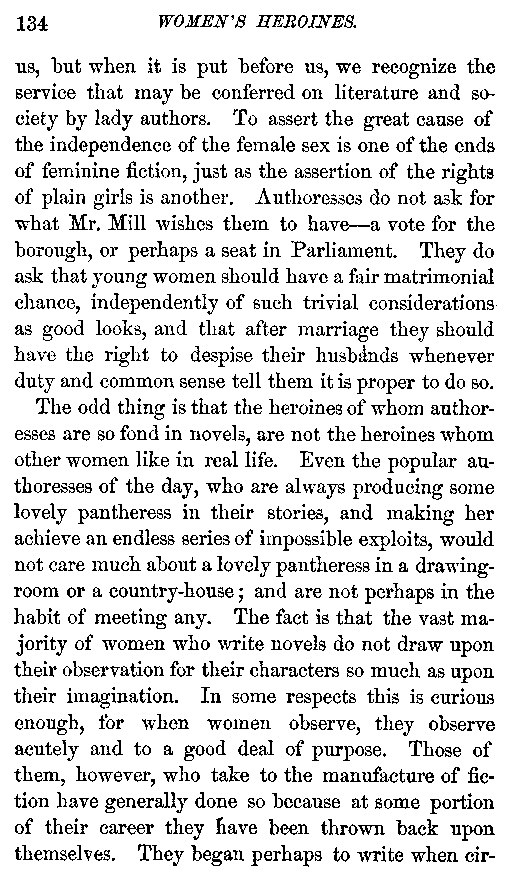 134 WOMEN'S HEROINES.
us, but when it is put before us, we recognize the
service that may be conferred on literature and so-
ciety by lady authors. To assert the great cause of
the independence of the female sex is one of the ends
of feminine fiction, just as the assertion of the rights
of plain girls is another. Authoresses do not ask for
what Mr. Mill wishes them to have—a vote for the
borough, or perhaps a seat in Parliament. They do
ask that young women should have a fair matrimonial
chance, independently of such trivial considerations
as good looks, and that after marriage they should
have the right to despise their husbands whenever
duty and common sense tell them it is proper to do so.
The odd thing is that the heroines of whom author-
esses are so fond in novels, are not the heroines whom
other women like in real life. Even the popular au-
thoresses of the day, who are always producing some
lovely pantheress in their stories, and making her
achieve an endless series of impossible exploits, would
not care much about a lovely pantheress in a drawing-
room or a country-house; and are not perhaps in the
habit of meeting any. The fact is that the vast ma-
jority of women who write novels do not draw upon
their observation for their characters so much as upon
their imagination. In some respects this is curious
enough, for when women observe, they observe
acutely and to a good deal of purpose. Those of
them, however, who take to the manufacture of fic-
tion have generally done so because at some portion
of their career they have been thrown back upon
themselves. They began perhaps to write when cir-